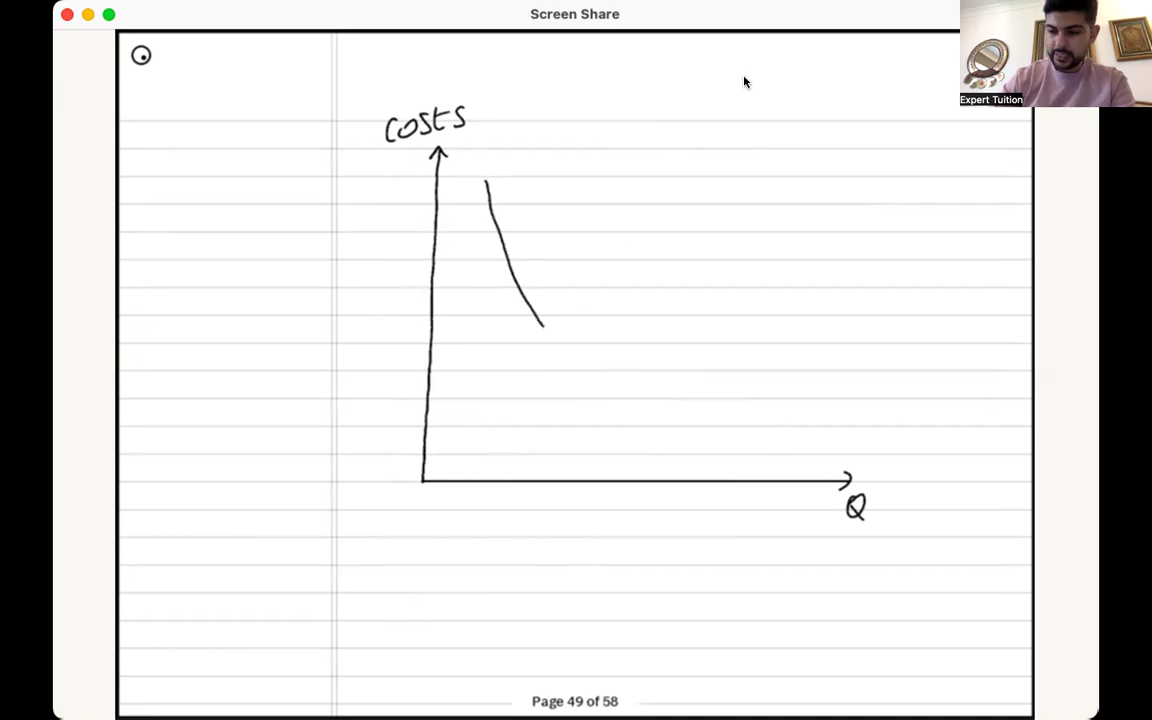 Screen Share
Expert Tuition
costs
Q
Page 49 of 58